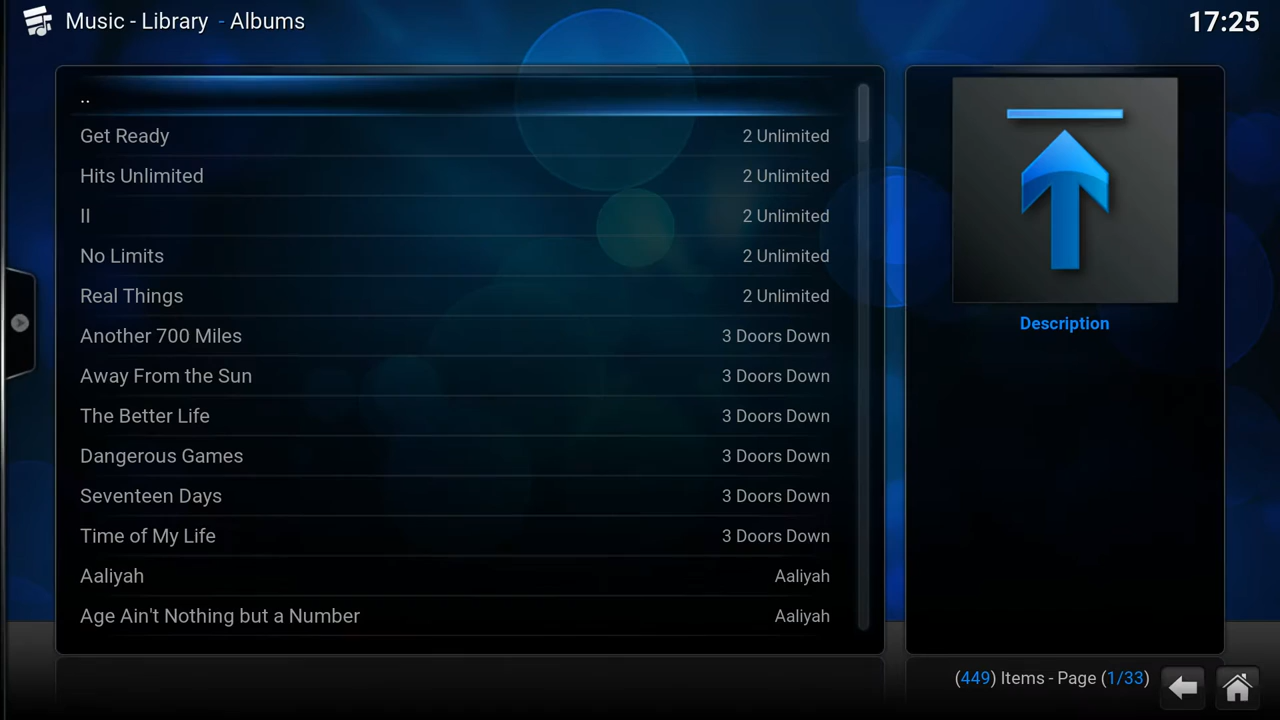 Music - Library - Albums
17:25
..
Get Ready 2 Unlimited
Hits Unlimited 2 Unlimited
II 2 Unlimited
No Limits 2 Unlimited
Real Things 2 Unlimited
Another 700 Miles 3 Doors Down
Away From the Sun 3 Doors Down
The Better Life 3 Doors Down
Dangerous Games 3 Doors Down
Seventeen Days 3 Doors Down
Time of My Life 3 Doors Down
Aaliyah Aaliyah
Age Ain't Nothing but a Number Aaliyah
Description
(449) Items - Page (1/33)